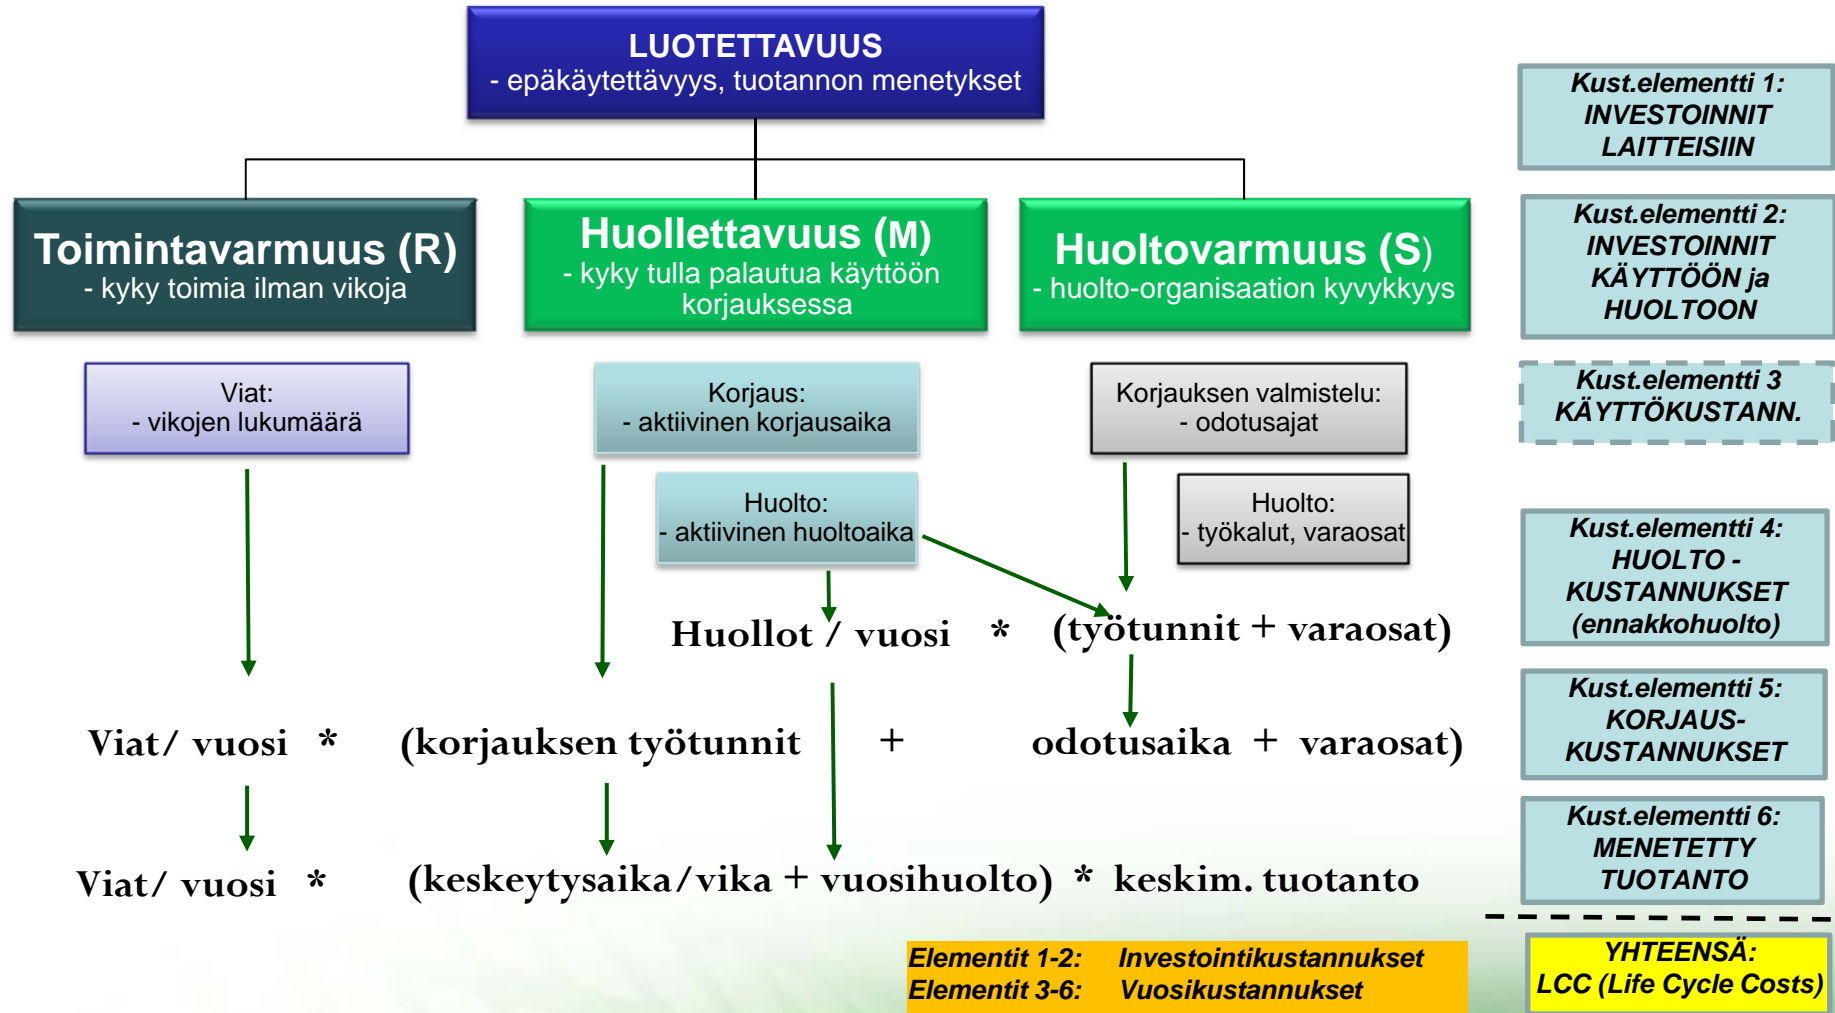 LUOTETTAVUUS
- epäkäytettävyys, tuotannon menetykset
Toimintavarmuus (R)
- kyky toimia ilman vikoja
Huollettavuus (M)
- kyky tulla palautua käyttöön
korjauksessa
Huoltovarmuus (S)
- huolto-organisaation kyvykkyys
Viat:
- vikojen lukumäärä
Korjaus:
- aktiivinen korjausaika
Korjauksen valmistelu:
- odotusajat
Huolto:
- aktiivinen huoltoaika
Huolto:
- työkalut, varaosat
Huollot / vuosi * (työtunnit + varaosat)
Viat/ vuosi * (korjauksen työtunnit + odotusaika + varaosat)
Viat/ vuosi * (keskeytysaika/vika + vuosihuolto) * keskim. tuotanto
Elementit 1-2: Investointikustannukset
Elementit 3-6: Vuosikustannukset
Kust.elementti 1:
INVESTOINNIT
LAITTEISIIN
Kust.elementti 2:
INVESTOINNIT
KÄYTTÖÖN ja
HUOLTOON
Kust.elementti 3
KÄYTTÖKUSTANN.
Kust.elementti 4:
HUOLTO -
KUSTANNUKSET
(ennakkohuolto)
Kust.elementti 5:
KORJAUS-
KUSTANNUKSET
Kust.elementti 6:
MENETETTY
TUOTANTO
YHTEENSÄ:
LCC (Life Cycle Costs)